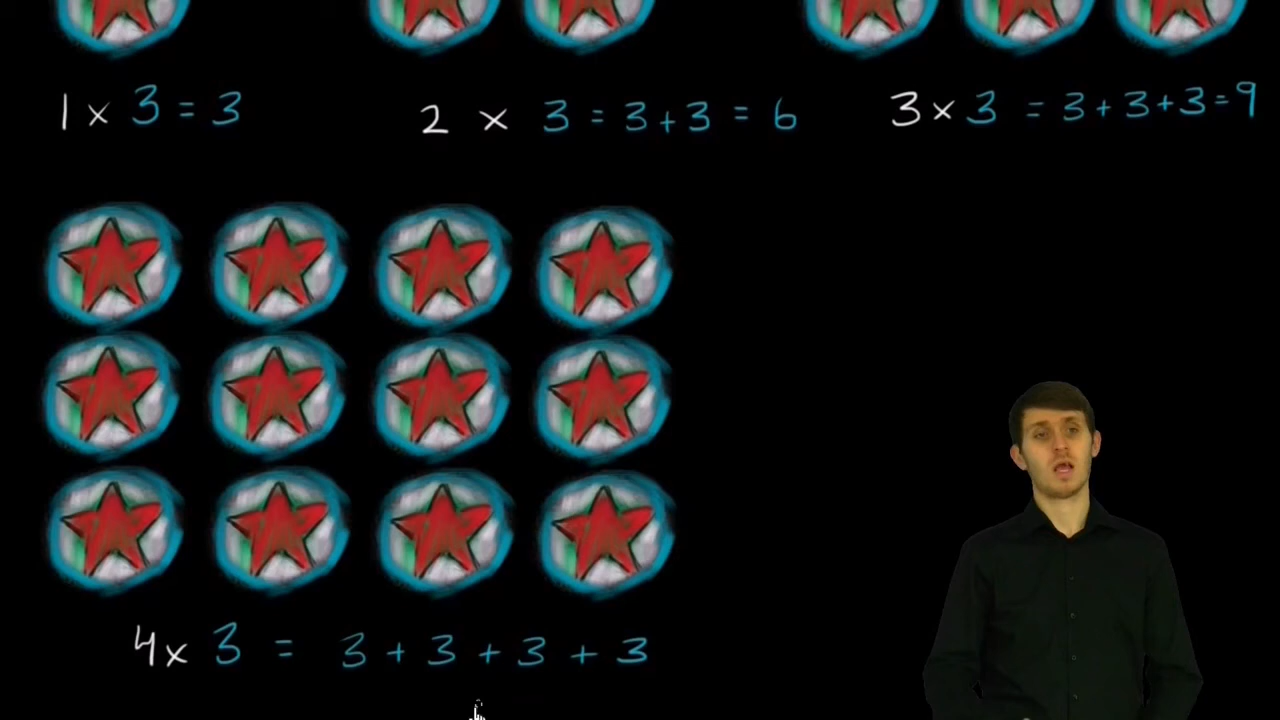 1 x 3 = 3
2 x 3 = 3 + 3 = 6
3 x 3 = 3 + 3 + 3 = 9
4 x 3 = 3 + 3 + 3 + 3